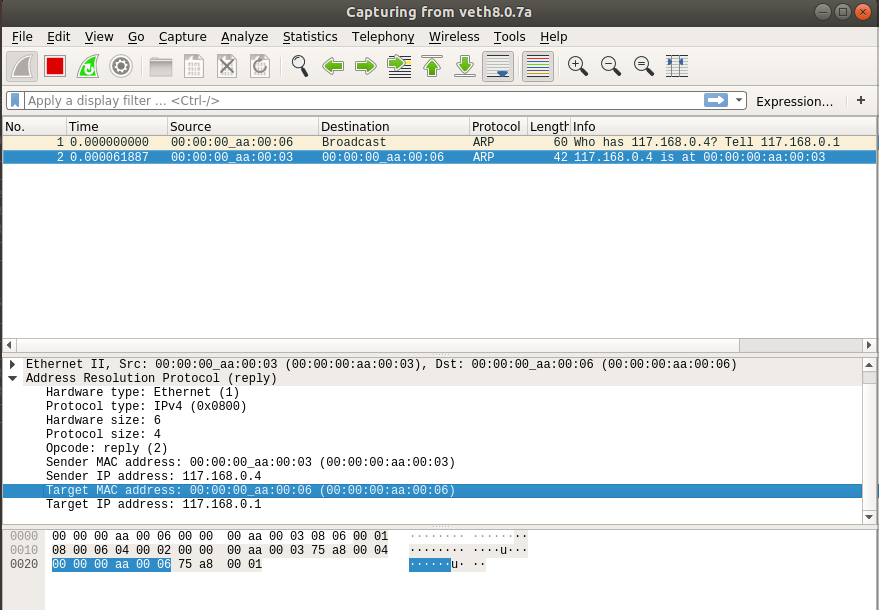 Capturing from veth8.0.7a
File Edit View Go Capture Analyze Statistics Telephony Wireless Tools Help
Apply a display filter ... <Ctrl-/> Expression... +
No. Time Source Destination Protocol Length Info
1 0.000000000 00:00:00_aa:00:06 Broadcast ARP 60 Who has 117.168.0.4? Tell 117.168.0.1
2 0.000061887 00:00:00_aa:00:03 00:00:00_aa:00:06 ARP 42 117.168.0.4 is at 00:00:00:aa:00:03
Ethernet II, Src: 00:00:00_aa:00:03 (00:00:00:aa:00:03), Dst: 00:00:00_aa:00:06 (00:00:00:aa:00:06)
Address Resolution Protocol (reply)
Hardware type: Ethernet (1)
Protocol type: IPv4 (0x0800)
Hardware size: 6
Protocol size: 4
Opcode: reply (2)
Sender MAC address: 00:00:00_aa:00:03 (00:00:00:aa:00:03)
Sender IP address: 117.168.0.4
Target MAC address: 00:00:00_aa:00:06 (00:00:00:aa:00:06)
Target IP address: 117.168.0.1
0000 00 00 00 aa 00 06 00 00 00 aa 00 03 08 06 00 01 ········ ········
0010 08 00 06 04 00 02 00 00 00 aa 00 03 75 a8 00 04 ········ ····u···
0020 00 00 00 aa 00 06 75 a8 00 01 ······u· ··